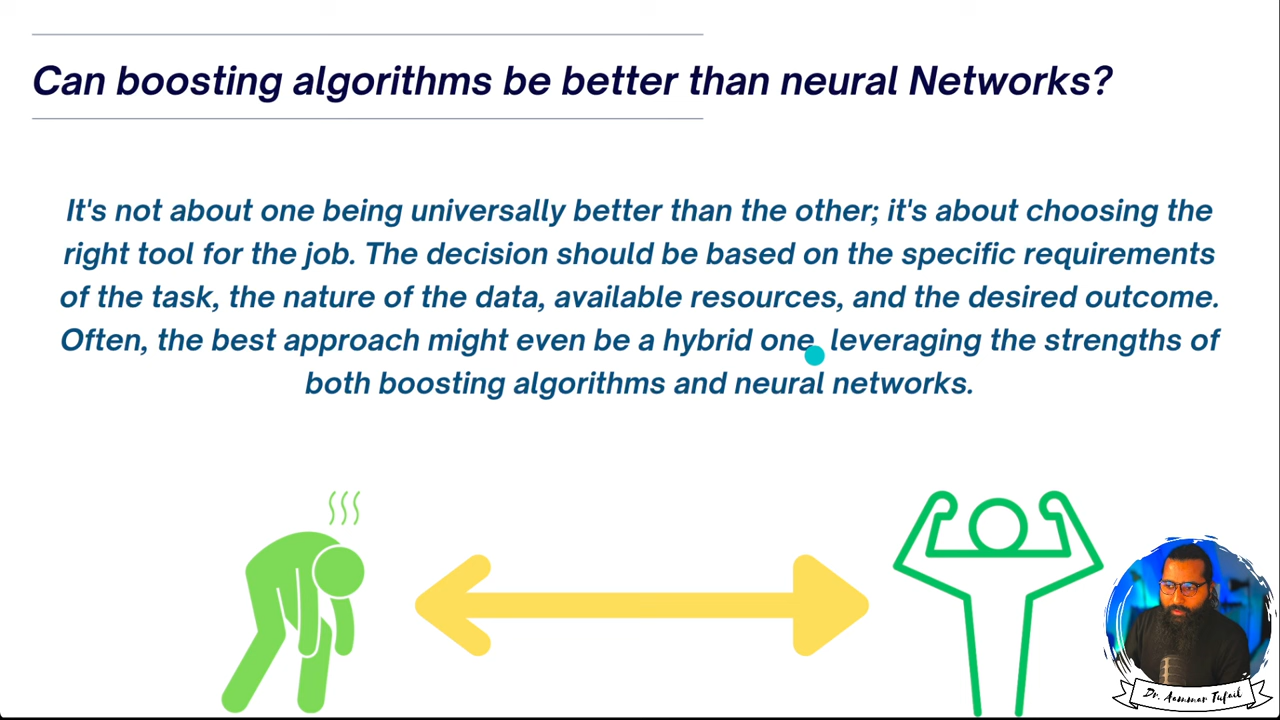 Can boosting algorithms be better than neural Networks?
It's not about one being universally better than the other; it's about choosing the
right tool for the job. The decision should be based on the specific requirements
of the task, the nature of the data, available resources, and the desired outcome.
Often, the best approach might even be a hybrid one, leveraging the strengths of
both boosting algorithms and neural networks.
Dr. Aammar Tufail